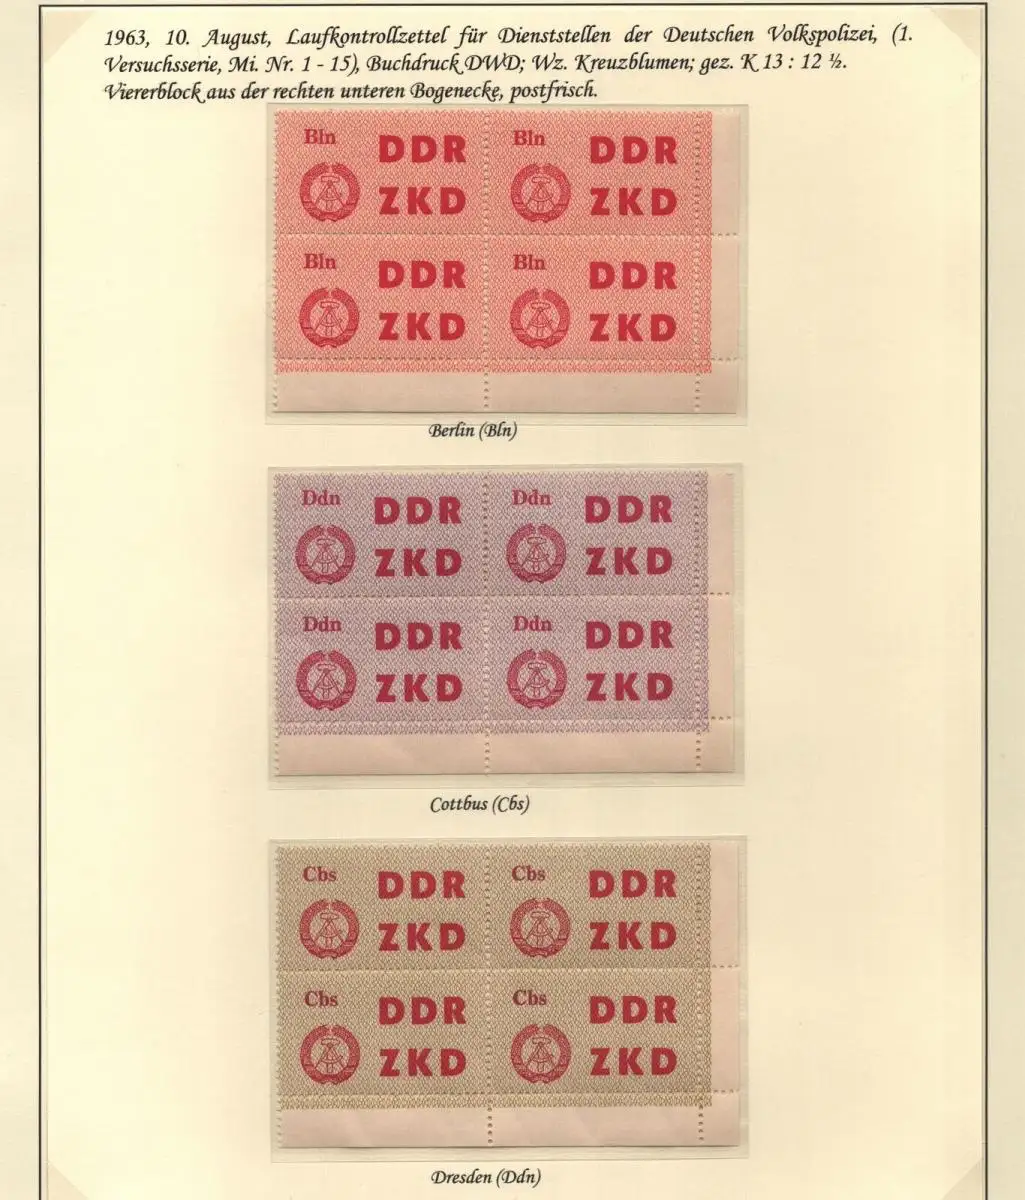 1963, 10. August, Laufkontrollzettel für Dienststellen der Deutschen Volkspolizei, (1.
Versuchsserie, Mi. Nr. 1 - 15), Buchdruck DWD; Wz. Kreuzblumen; gez. K 13 : 12 ½.
Viererblock aus der rechten unteren Bogenecke, postfrisch.
Bln DDR Bln DDR
ZKD ZKD
Bln DDR Bln DDR
ZKD ZKD
Berlin (Bln)
Ddn DDR Ddn DDR
ZKD ZKD
Ddn DDR Ddn DDR
ZKD ZKD
Cottbus (Cbs)
Cbs DDR Cbs DDR
ZKD ZKD
Cbs DDR Cbs DDR
ZKD ZKD
Dresden (Ddn)